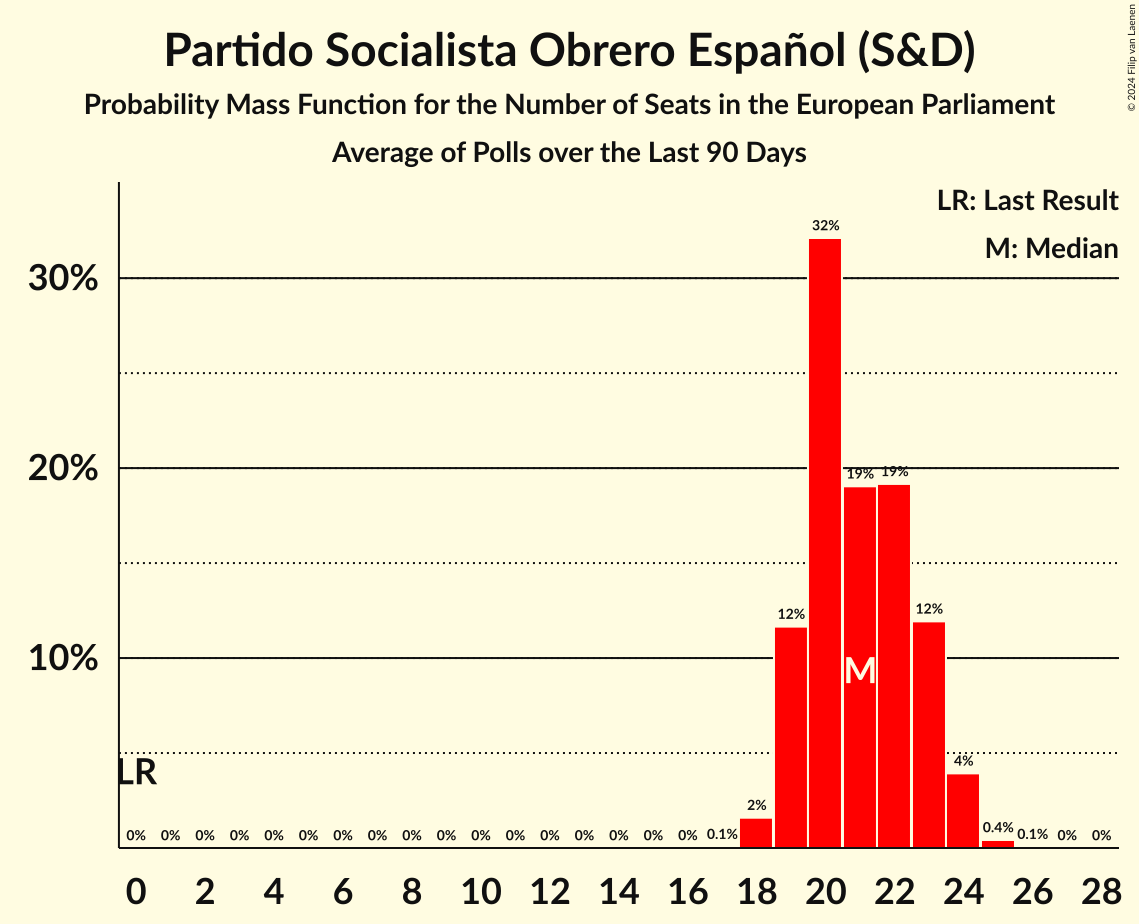 Partido Socialista Obrero Español (S&D)
Probability Mass Function for the Number of Seats in the European Parliament
Average of Polls over the Last 90 Days
© 2024 Filip van Laenen
LR: Last Result
M: Median
30%
20%
10%
32%
19% 19%
12% 12%
M
LR
4%
2%
0% 0% 0% 0% 0% 0% 0% 0% 0% 0% 0% 0% 0% 0% 0% 0% 0% 0.1% 0.4% 0.1% 0% 0%
0 2 4 6 8 10 12 14 16 18 20 22 24 26 28